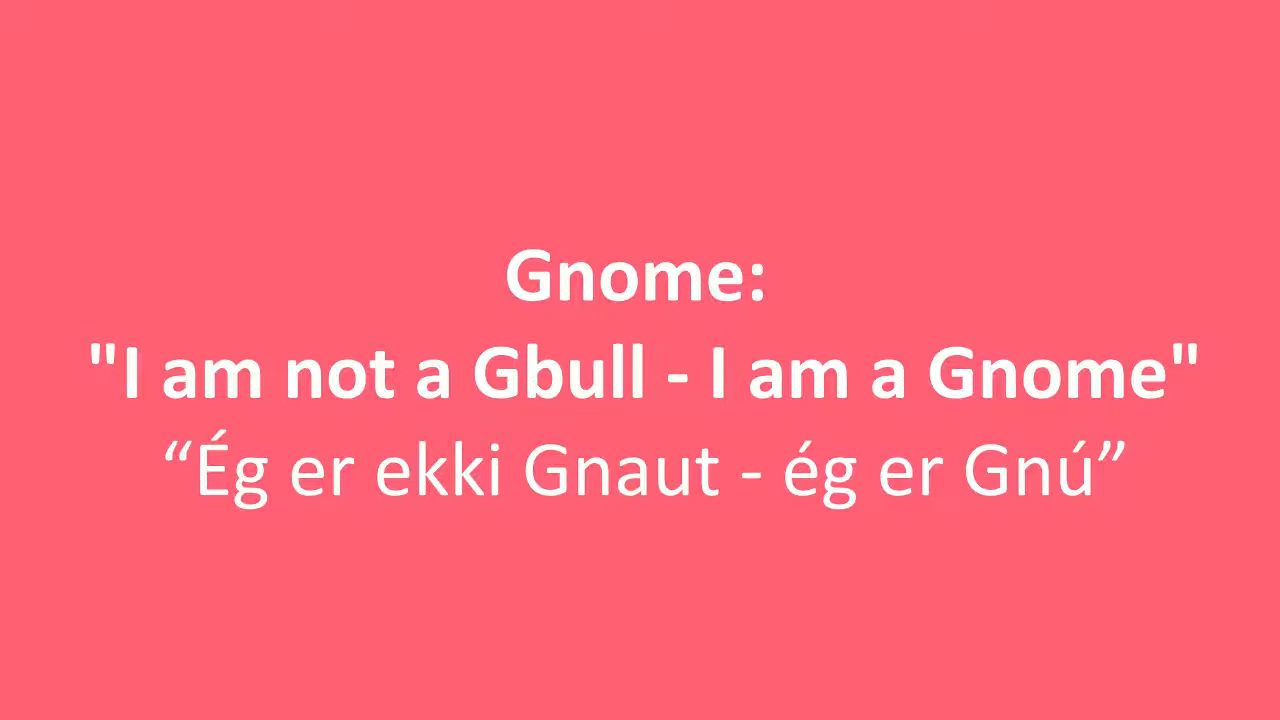 Gnome:
"I am not a Gbull - I am a Gnome"
“Ég er ekki Gnaut - ég er Gnú”